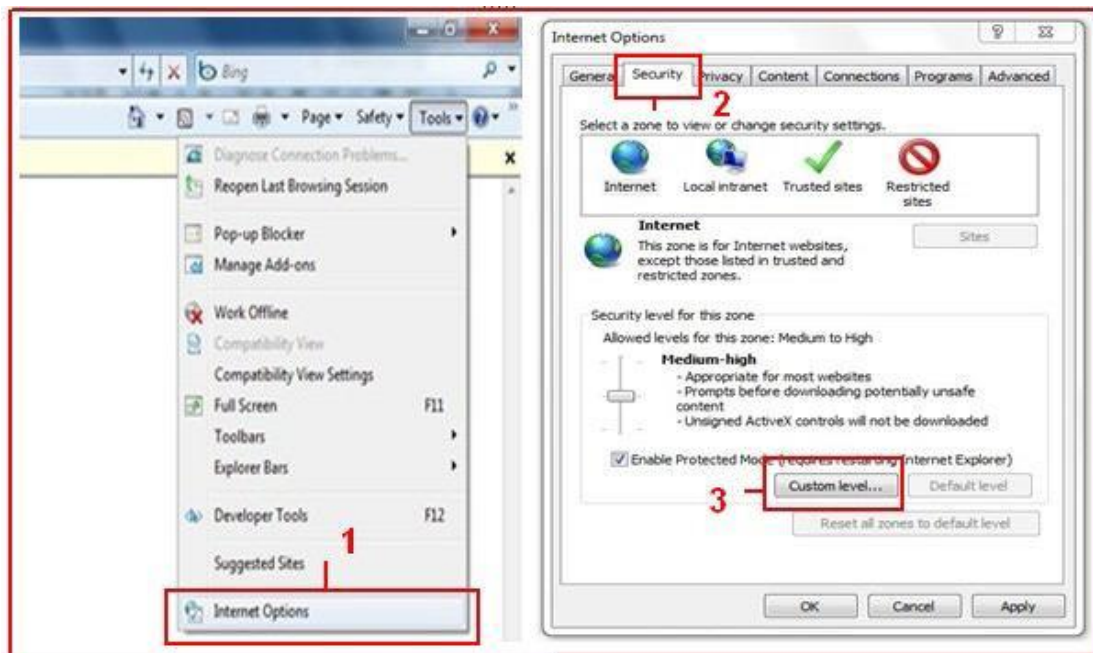 Bing
Page Safety Tools
Diagnose Connection Problems...
Reopen Last Browsing Session
Pop-up Blocker
Manage Add-ons
Work Offline
Compatibility View
Compatibility View Settings
Full Screen F11
Toolbars
Explorer Bars
Developer Tools F12
1
Suggested Sites
Internet Options
Internet Options
General Security Privacy Content Connections Programs Advanced
2
Select a zone to view or change security settings.
Internet Local intranet Trusted sites Restricted
sites
Internet
Sites
This zone is for Internet websites,
except those listed in trusted and
restricted zones.
Security level for this zone
Allowed levels for this zone: Medium to High
Medium-high
- Appropriate for most websites
- Prompts before downloading potentially unsafe
content
- Unsigned ActiveX controls will not be downloaded
Enable Protected Mode (requires restarting Internet Explorer)
3
Custom level... Default level
Reset all zones to default level
OK Cancel Apply